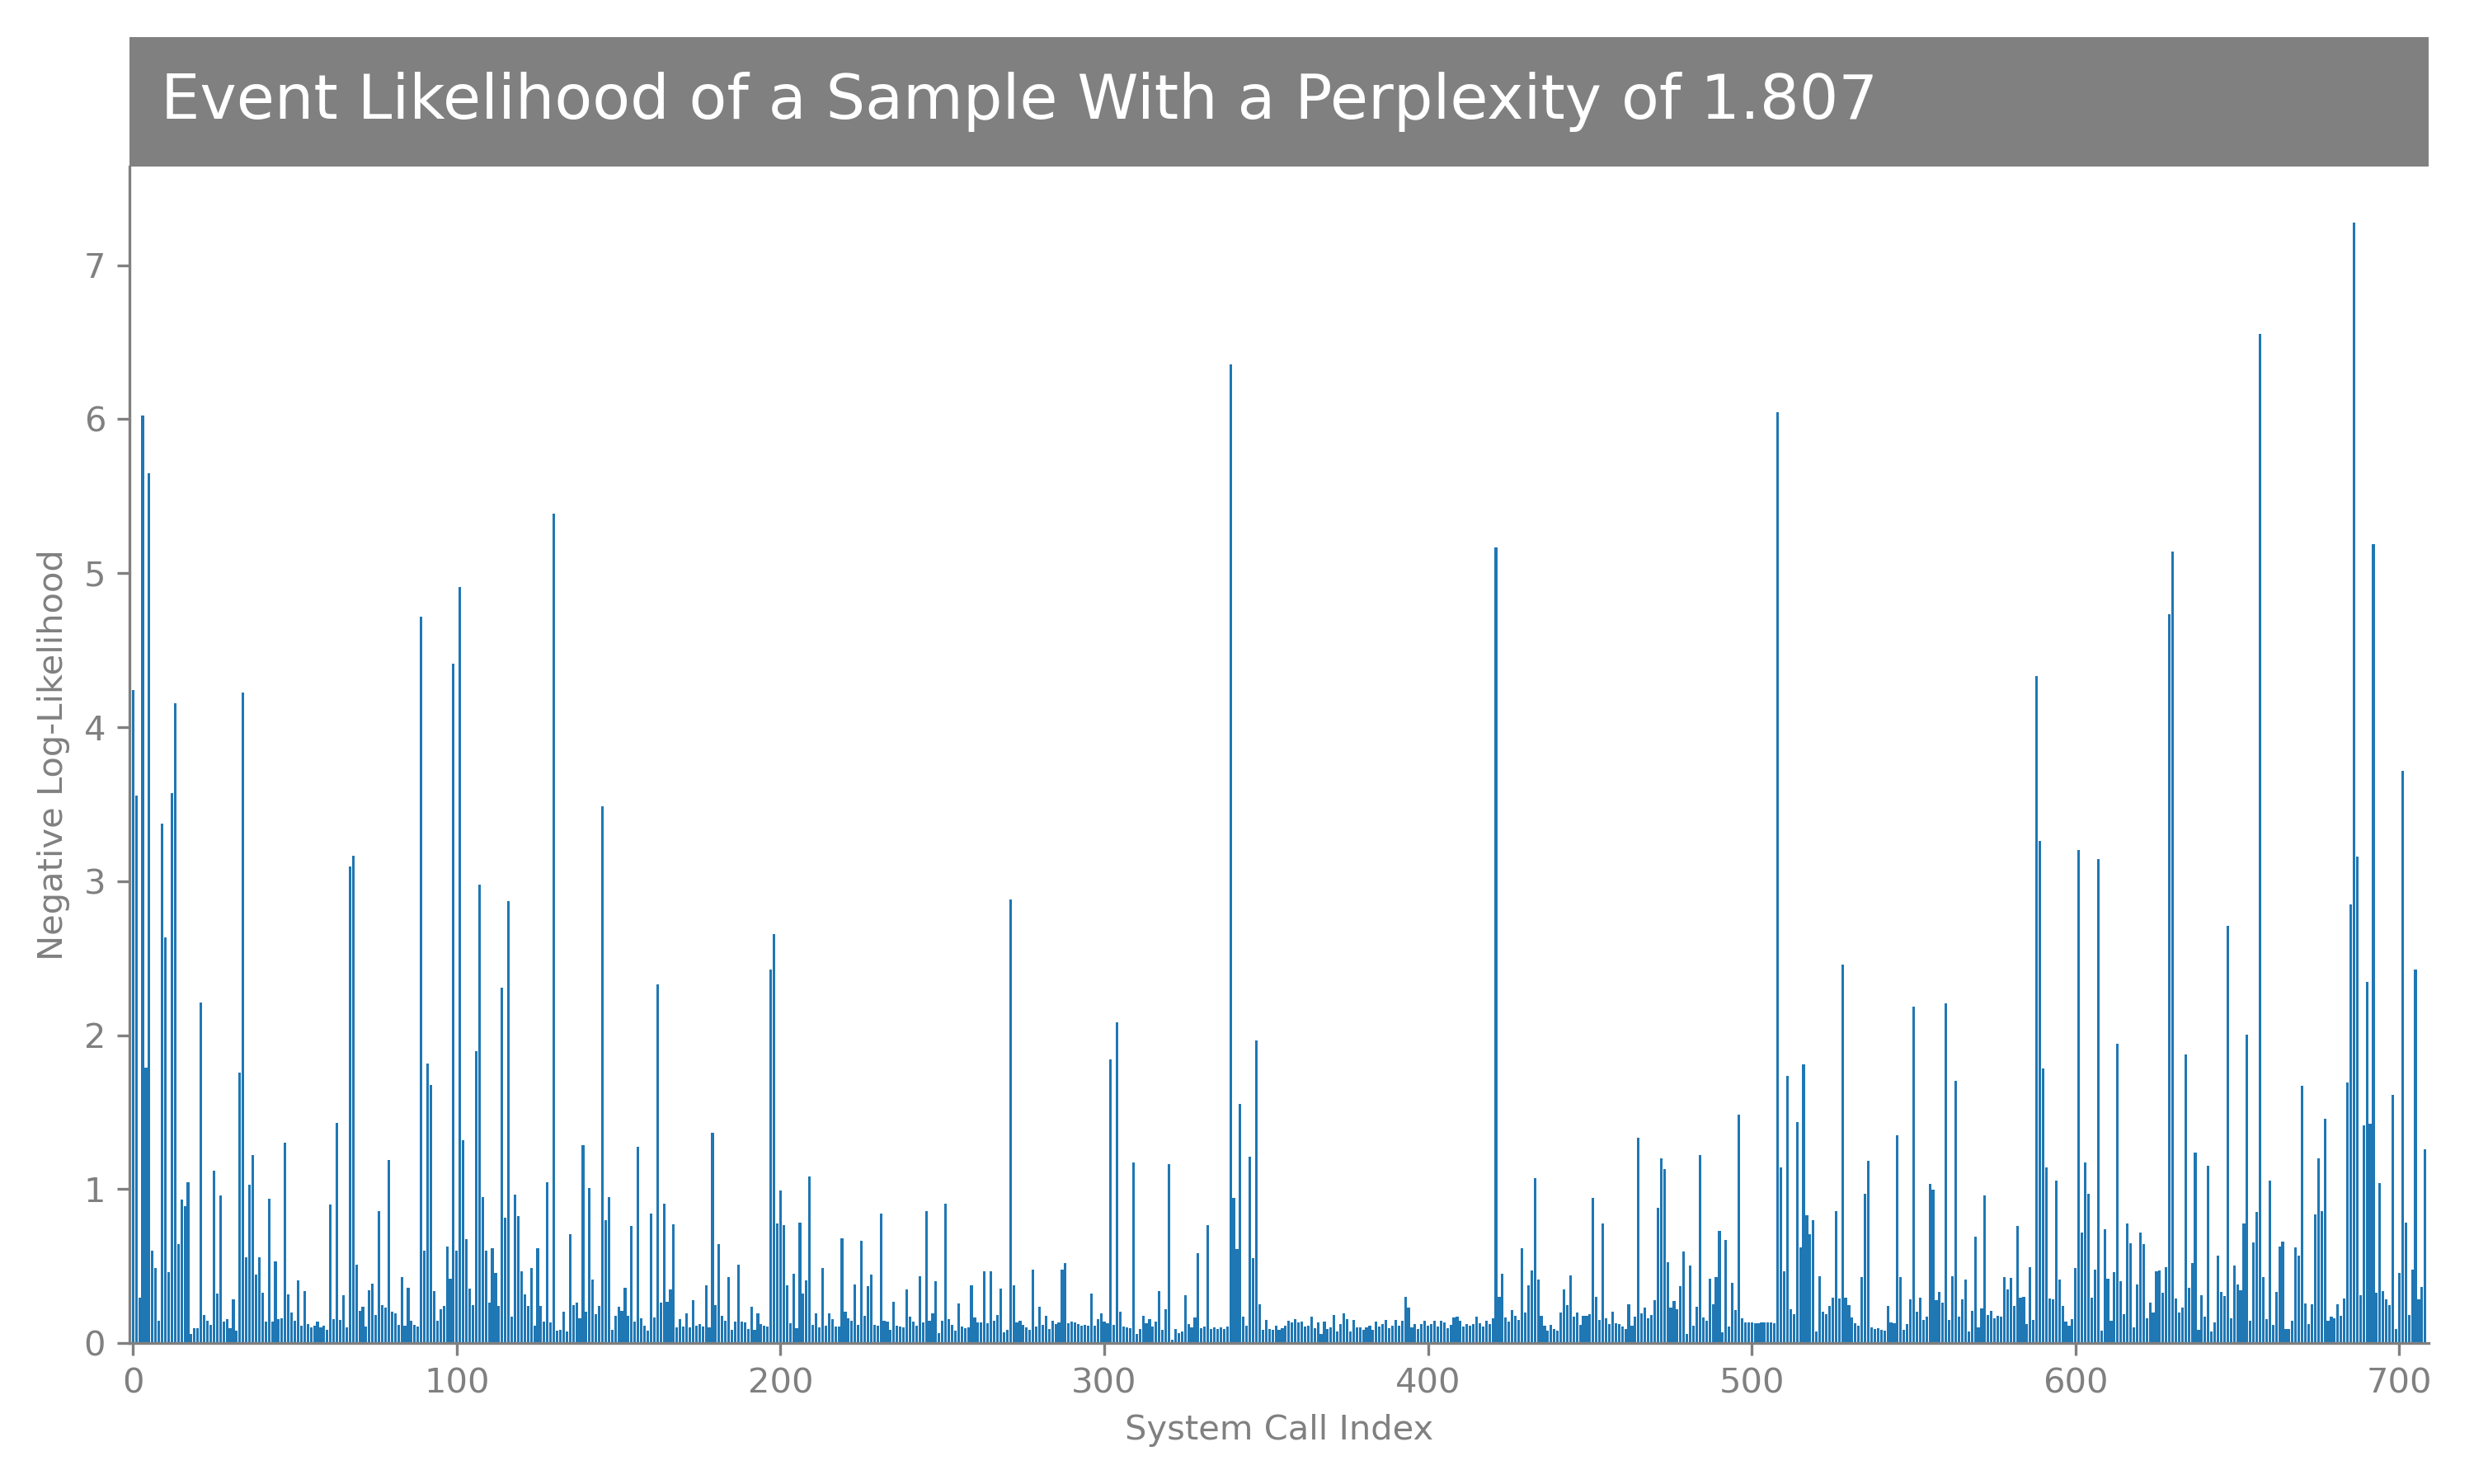 Event Likelihood of a Sample With a Perplexity of 1.807
Negative Log-Likelihood
7
6
5
4
3
2
1
0
0 100 200 300 400 500 600 700
System Call Index